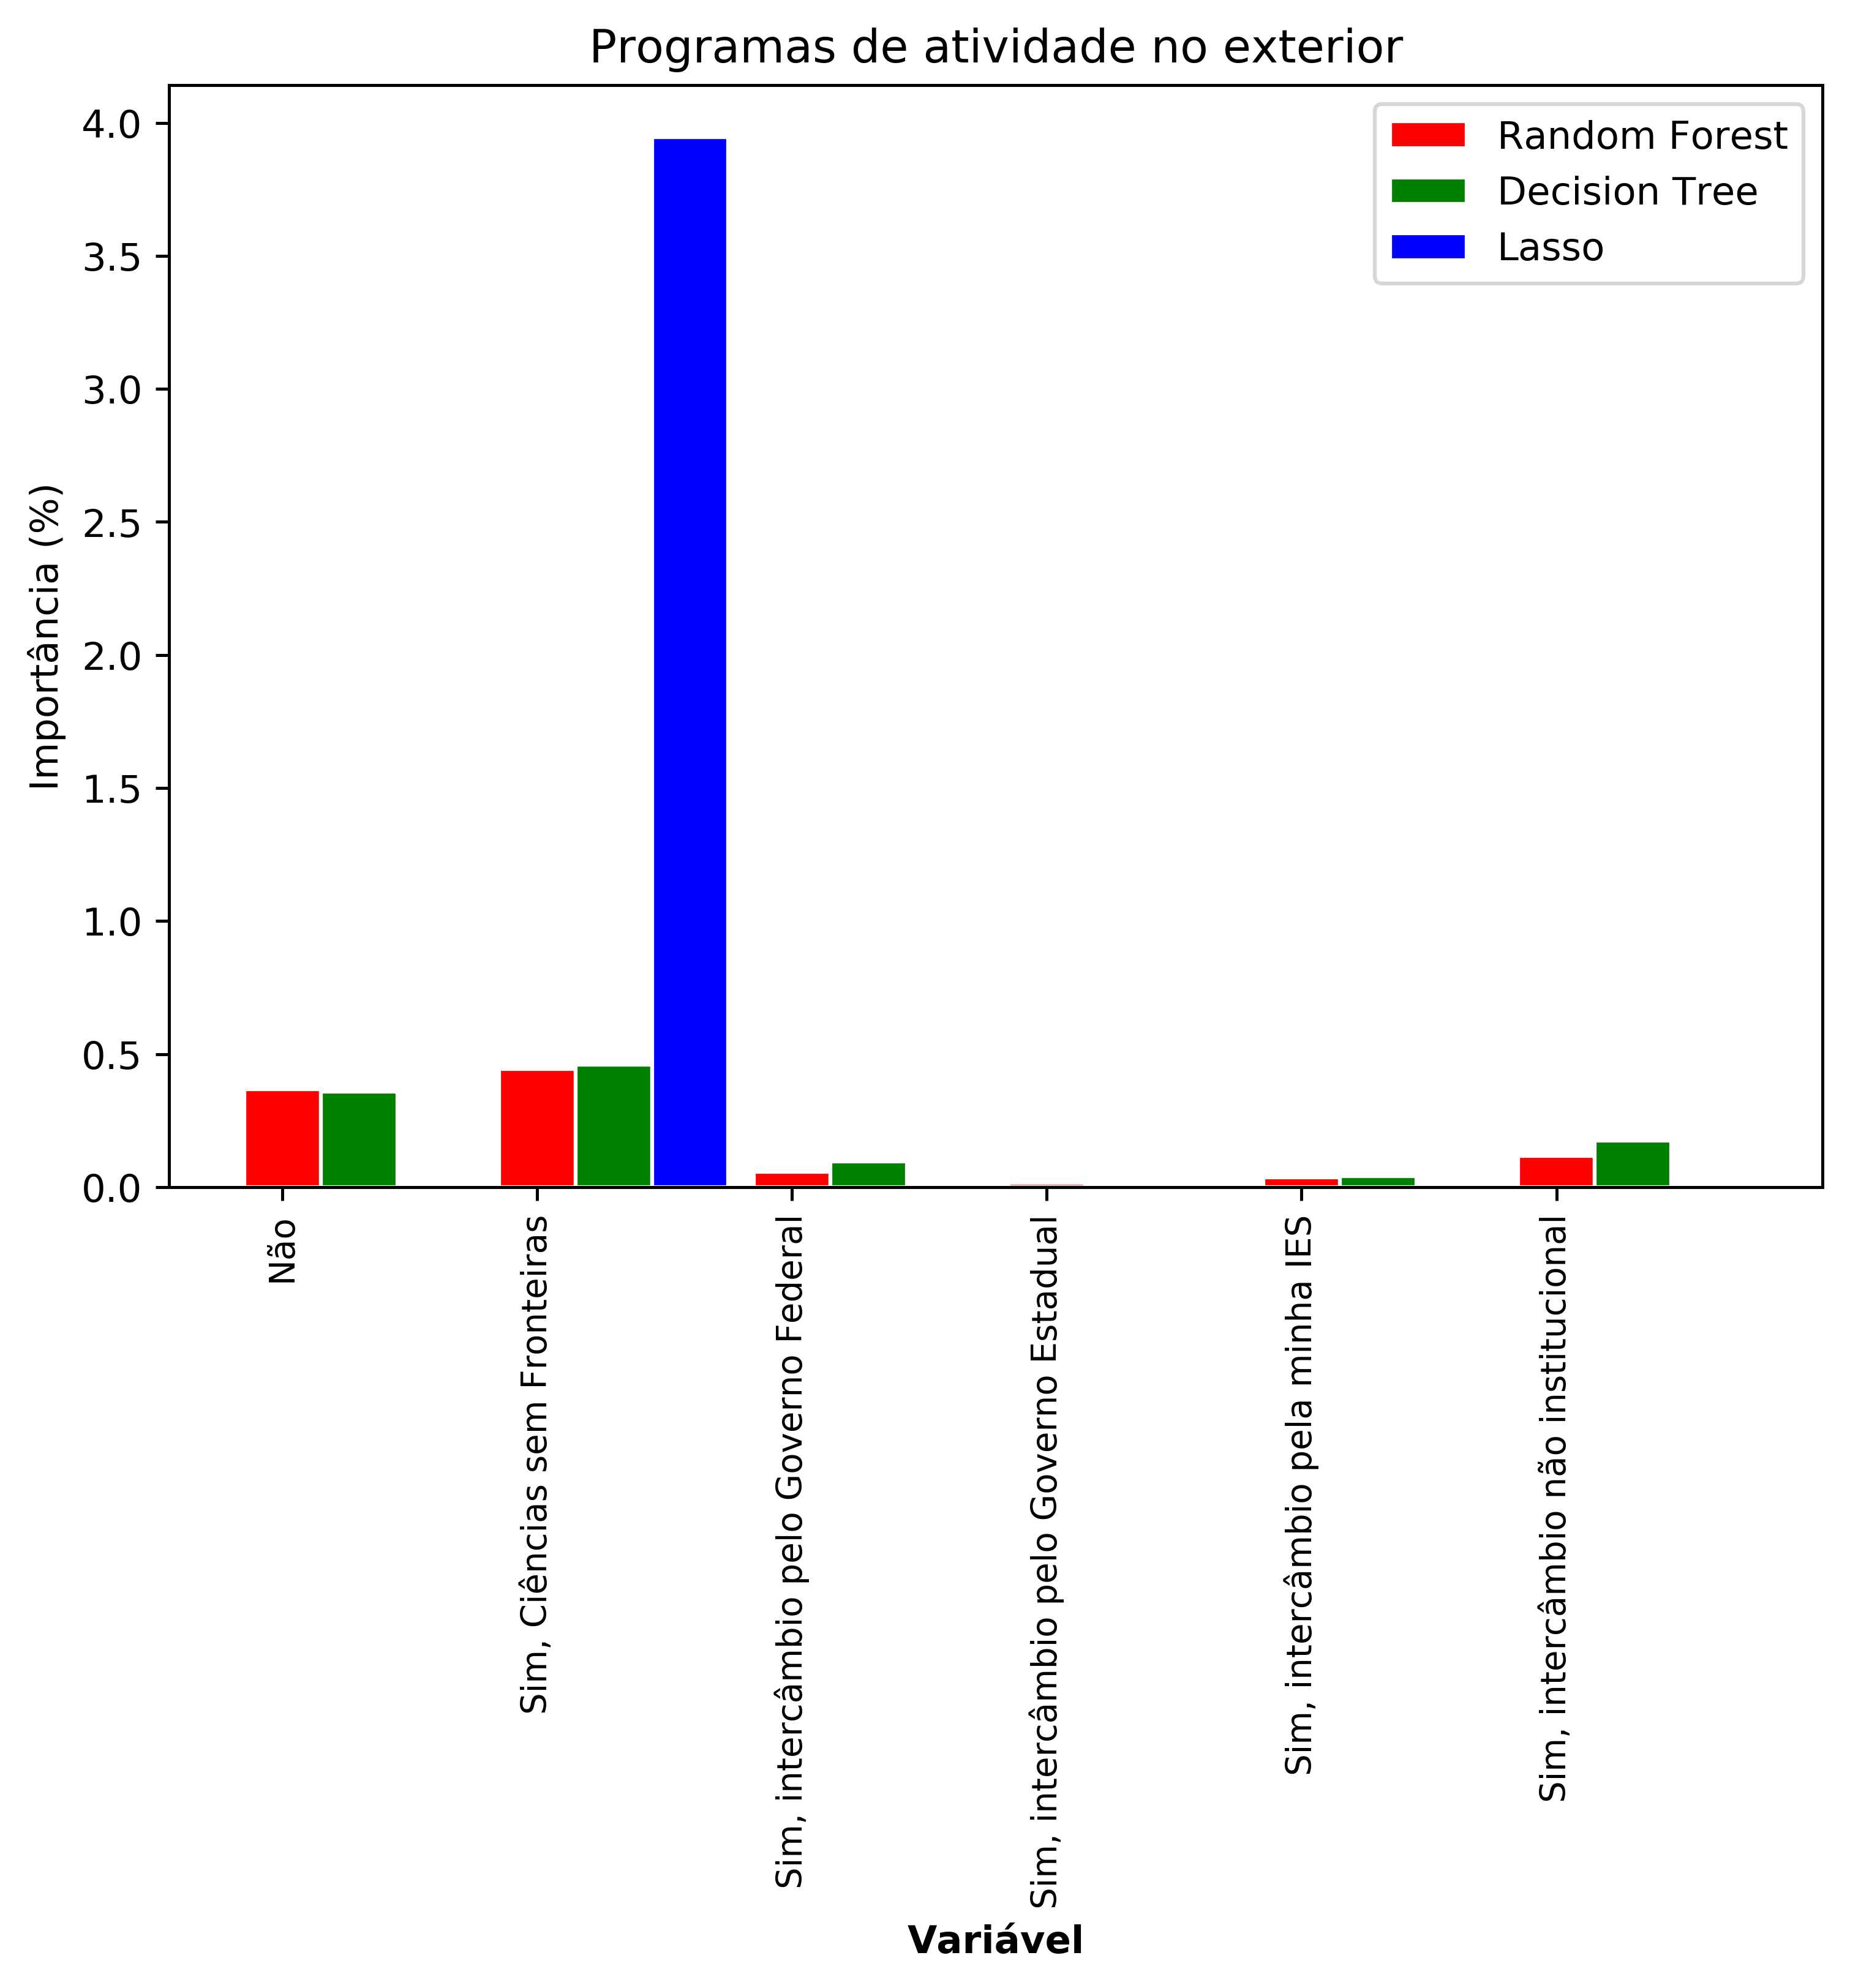 Programas de atividade no exterior
Random Forest
Decision Tree
Lasso
Importância (%)
4.0
3.5
3.0
2.5
2.0
1.5
1.0
0.5
0.0
Não
Sim, Ciências sem Fronteiras
Sim, intercâmbio pelo Governo Federal
Sim, intercâmbio pelo Governo Estadual
Sim, intercâmbio pela minha IES
Sim, intercâmbio não institucional
Variável